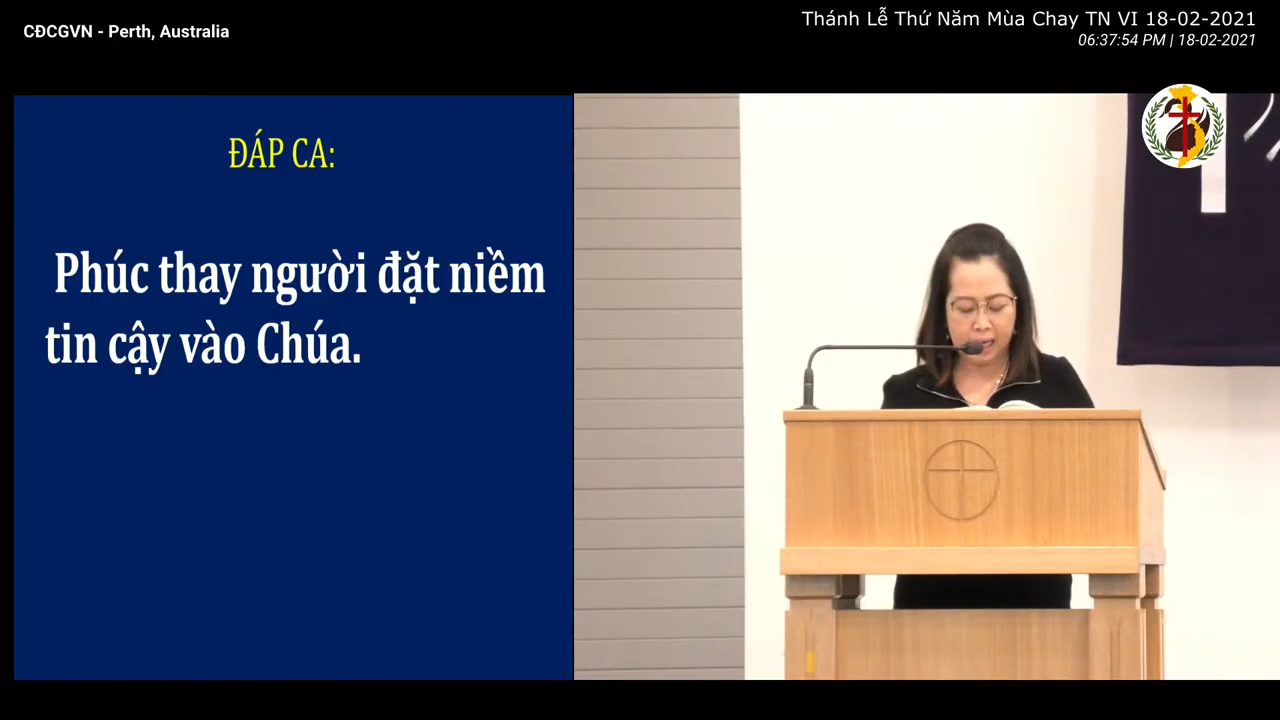 CĐCGVN - Perth, Australia
Thánh Lễ Thứ Năm Mùa Chay TN VI 18-02-2021
06:37:54 PM | 18-02-2021
ĐÁP CA:
Phúc thay người đặt niềm
tin cậy vào Chúa.